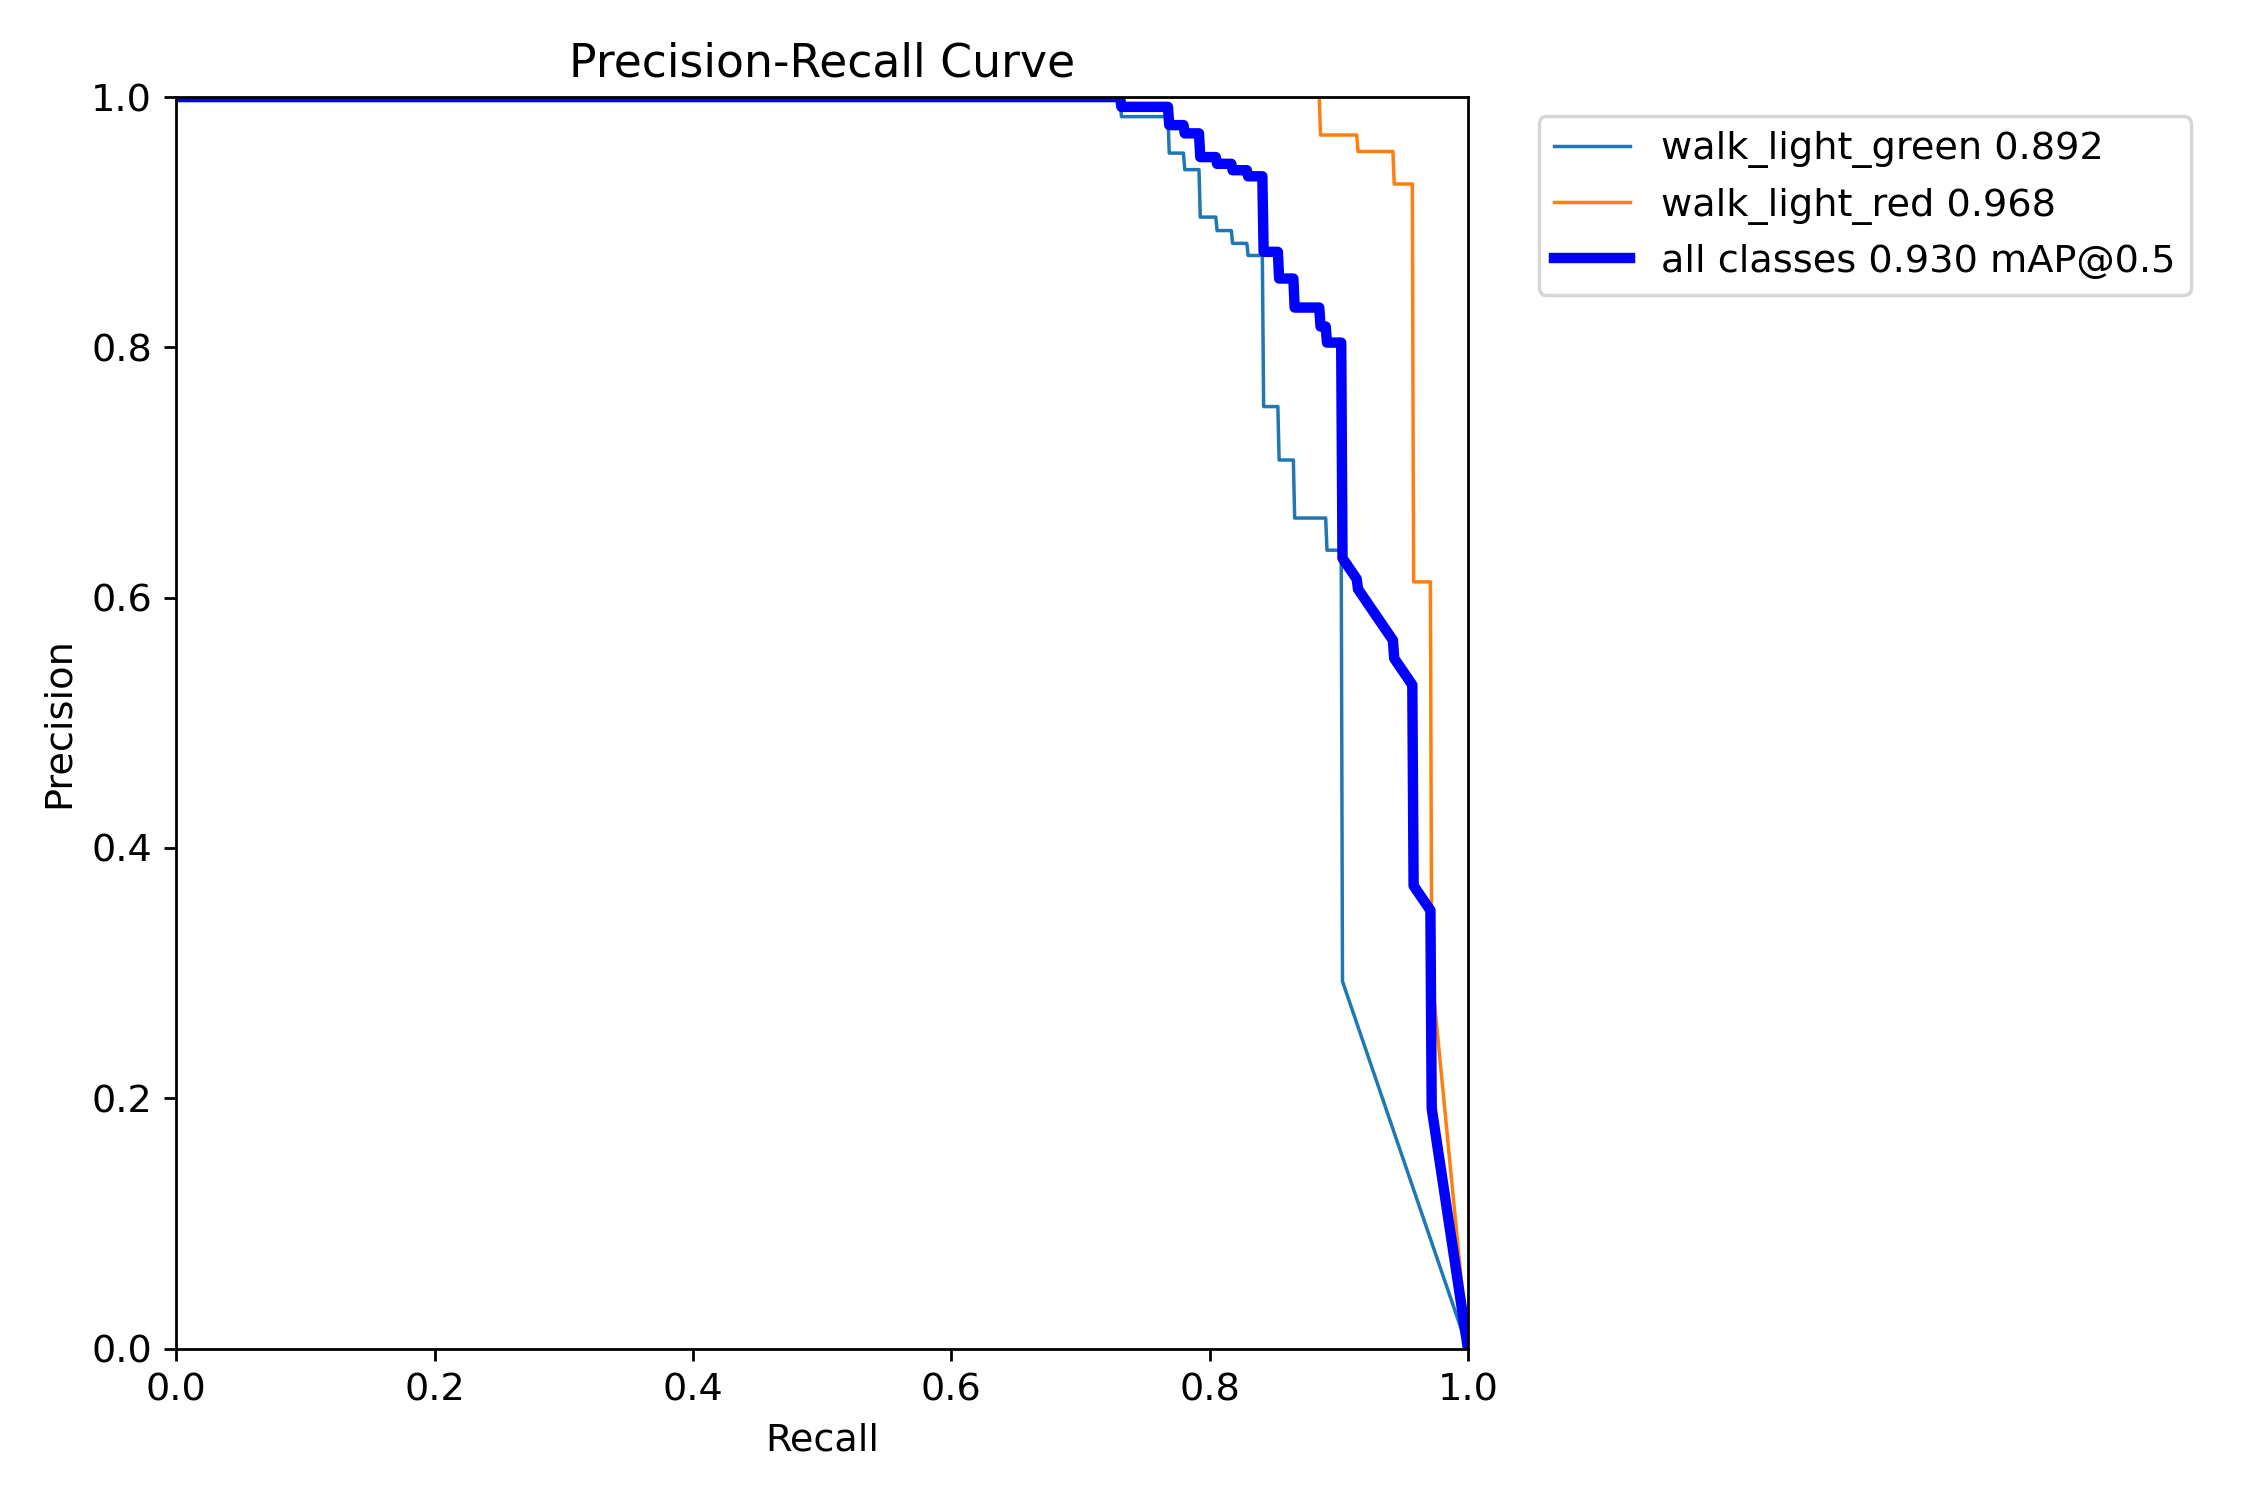 Precision-Recall Curve
1.0
0.8
0.6
0.4
0.2
0.0
Precision
0.0 0.2 0.4 0.6 0.8 1.0
Recall
walk_light_green 0.892
walk_light_red 0.968
all classes 0.930 mAP@0.5